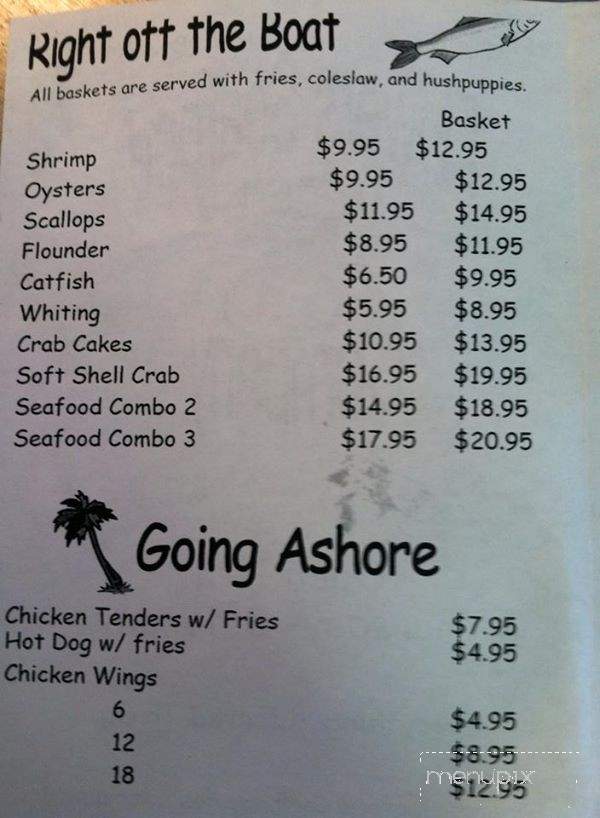 Right off the Boat
All baskets are served with fries, coleslaw, and hushpuppies.
Basket
Shrimp $9.95 $12.95
Oysters $9.95 $12.95
Scallops $11.95 $14.95
Flounder $8.95 $11.95
Catfish $6.50 $9.95
Whiting $5.95 $8.95
Crab Cakes $10.95 $13.95
Soft Shell Crab $16.95 $19.95
Seafood Combo 2 $14.95 $18.95
Seafood Combo 3 $17.95 $20.95
Going Ashore
Chicken Tenders w/ Fries $7.95
Hot Dog w/ fries $4.95
Chicken Wings
6 $4.95
12 $8.95
18 $12.95
menupix